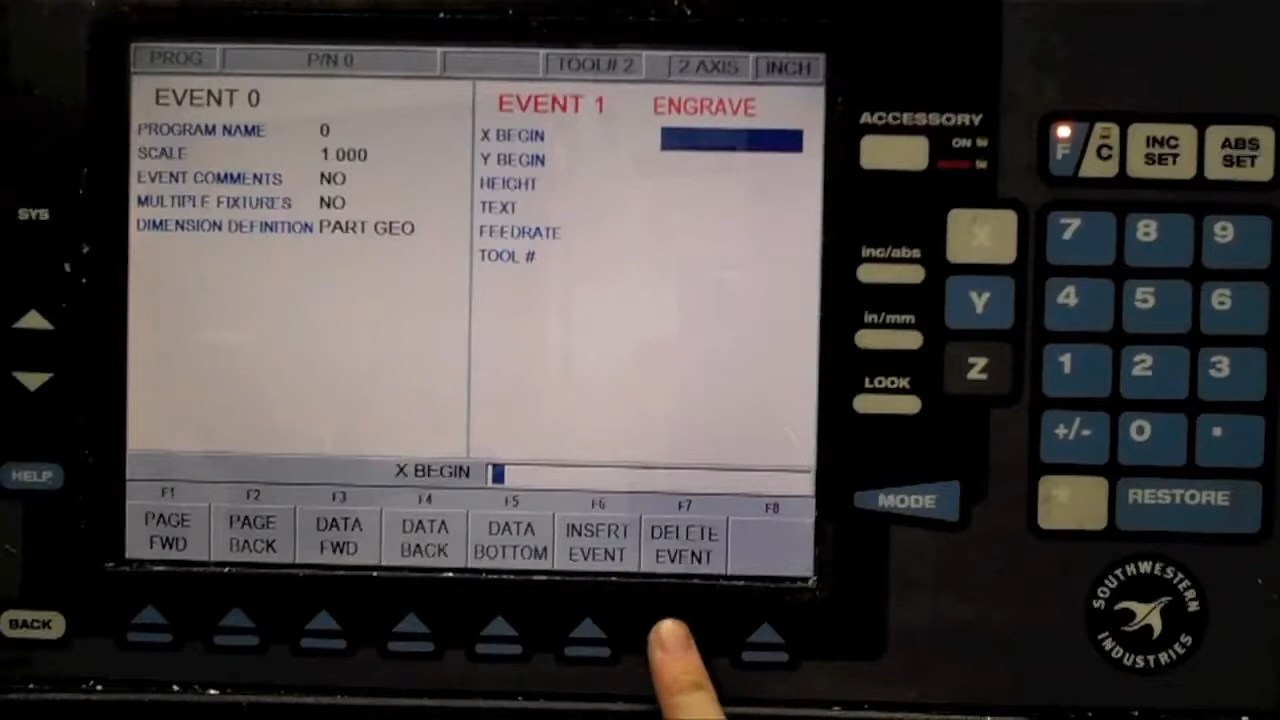 PROG P/N 0 TOOL# 2 2 AXIS INCH
EVENT 0
PROGRAM NAME 0
SCALE 1.000
EVENT COMMENTS NO
MULTIPLE FIXTURES NO
DIMENSION DEFINITION PART GEO
EVENT 1 ENGRAVE
X BEGIN
Y BEGIN
HEIGHT
TEXT
FEEDRATE
TOOL #
X BEGIN
F1 F2 F3 F4 F5 F6 F7 F8
PAGE FWD
PAGE BACK
DATA FWD
DATA BACK
DATA BOTTOM
INSERT EVENT
DELETE EVENT
SYS
HELP
BACK
ACCESSORY
ON
inc/abs
in/mm
LOOK
MODE
X
Y
Z
F/C
INC SET
ABS SET
7 8 9
4 5 6
1 2 3
+/- 0 .
RESTORE
SOUTHWESTERN
INDUSTRIES